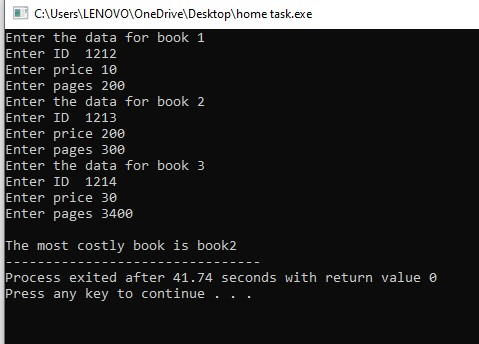 C:\Users\LENOVO\OneDrive\Desktop\home task.exe
Enter the data for book 1
Enter ID  1212
Enter price 10
Enter pages 200
Enter the data for book 2
Enter ID  1213
Enter price 200
Enter pages 300
Enter the data for book 3
Enter ID  1214
Enter price 30
Enter pages 3400
The most costly book is book2
--------------------------------
Process exited after 41.74 seconds with return value 0
Press any key to continue . . .